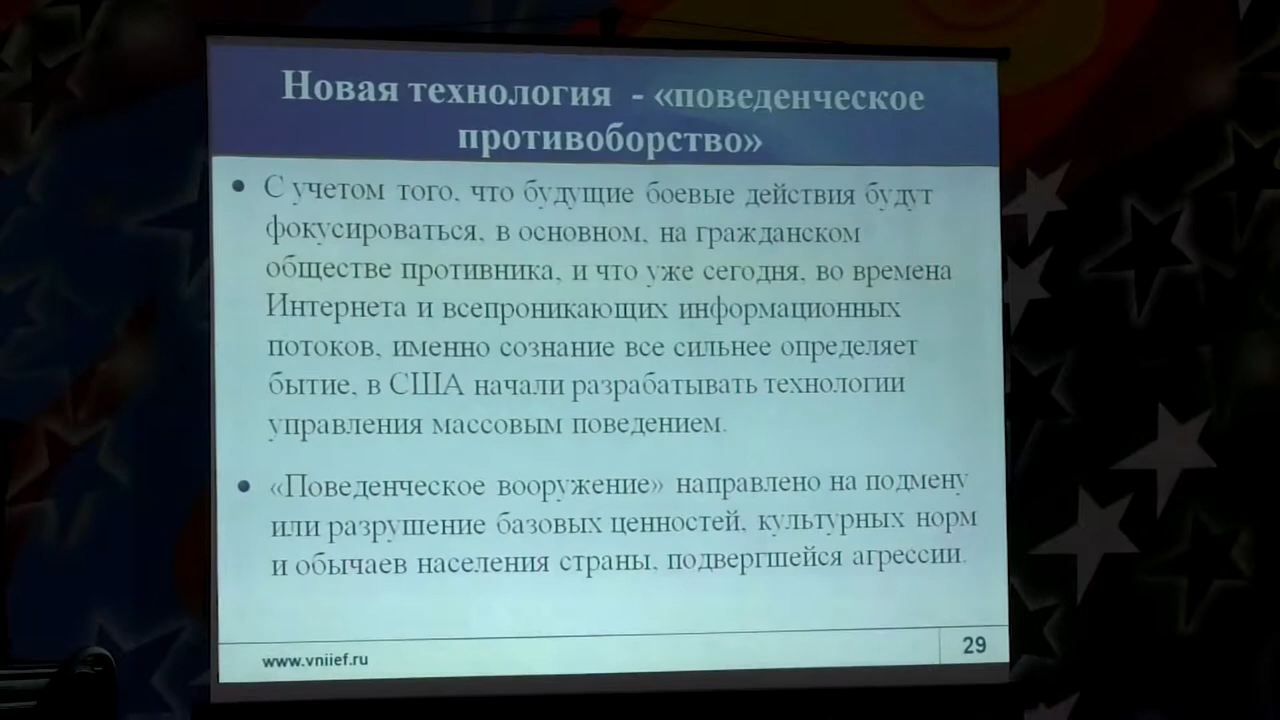 Новая технология - «поведенческое
противоборство»
• С учетом того, что будущие боевые действия будут
фокусироваться, в основном, на гражданском
обществе противника, и что уже сегодня, во времена
Интернета и всепроникающих информационных
потоков, именно сознание все сильнее определяет
бытие, в США начали разрабатывать технологии
управления массовым поведением.
• «Поведенческое вооружение» направлено на подмену
или разрушение базовых ценностей, культурных норм
и обычаев населения страны, подвергшейся агрессии.
www.vniief.ru
29